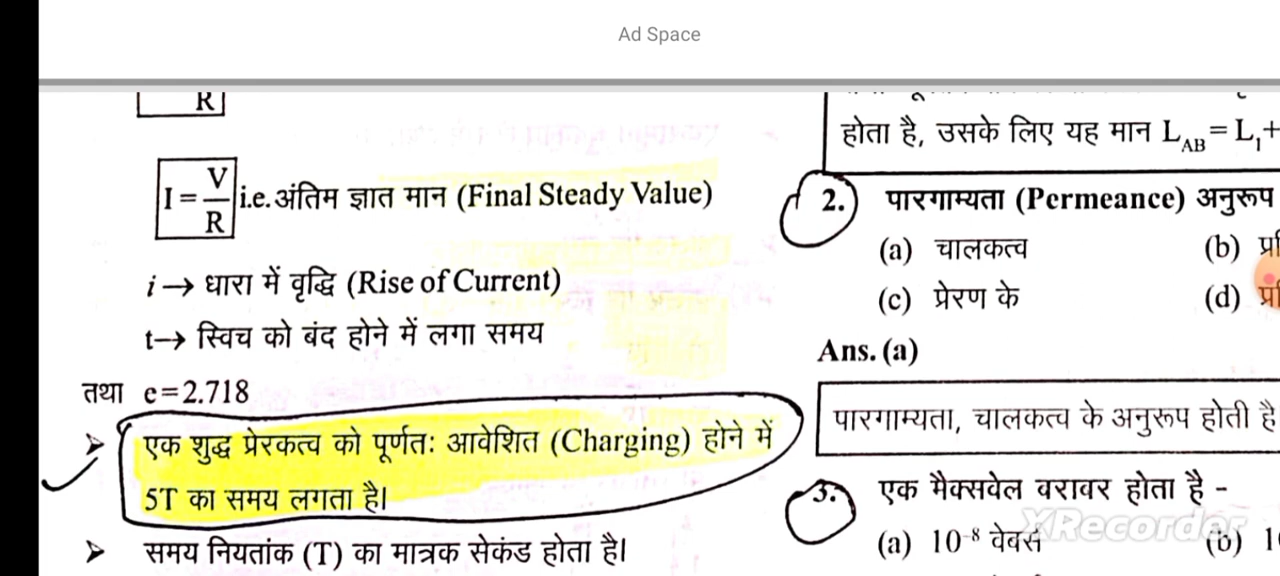 Ad Space
R
I = V/R i.e. अंतिम ज्ञात मान (Final Steady Value)
i → धारा में वृद्धि (Rise of Current)
t→ स्विच को बंद होने में लगा समय
तथा e=2.718
➤ एक शुद्ध प्रेरकत्व को पूर्णतः आवेशित (Charging) होने में
5T का समय लगता है।
➤ समय नियतांक (T) का मात्रक सेकंड होता है।
होता है, उसके लिए यह मान L_AB = L₁+
2. पारगाम्यता (Permeance) अनुरूप
(a) चालकत्व (b)
(c) प्रेरण के (d)
Ans. (a)
पारगाम्यता, चालकत्व के अनुरूप होती है
3. एक मैक्सवेल बराबर होता है -
(a) 10⁻⁸ वेबर्स (b)
XRecorder